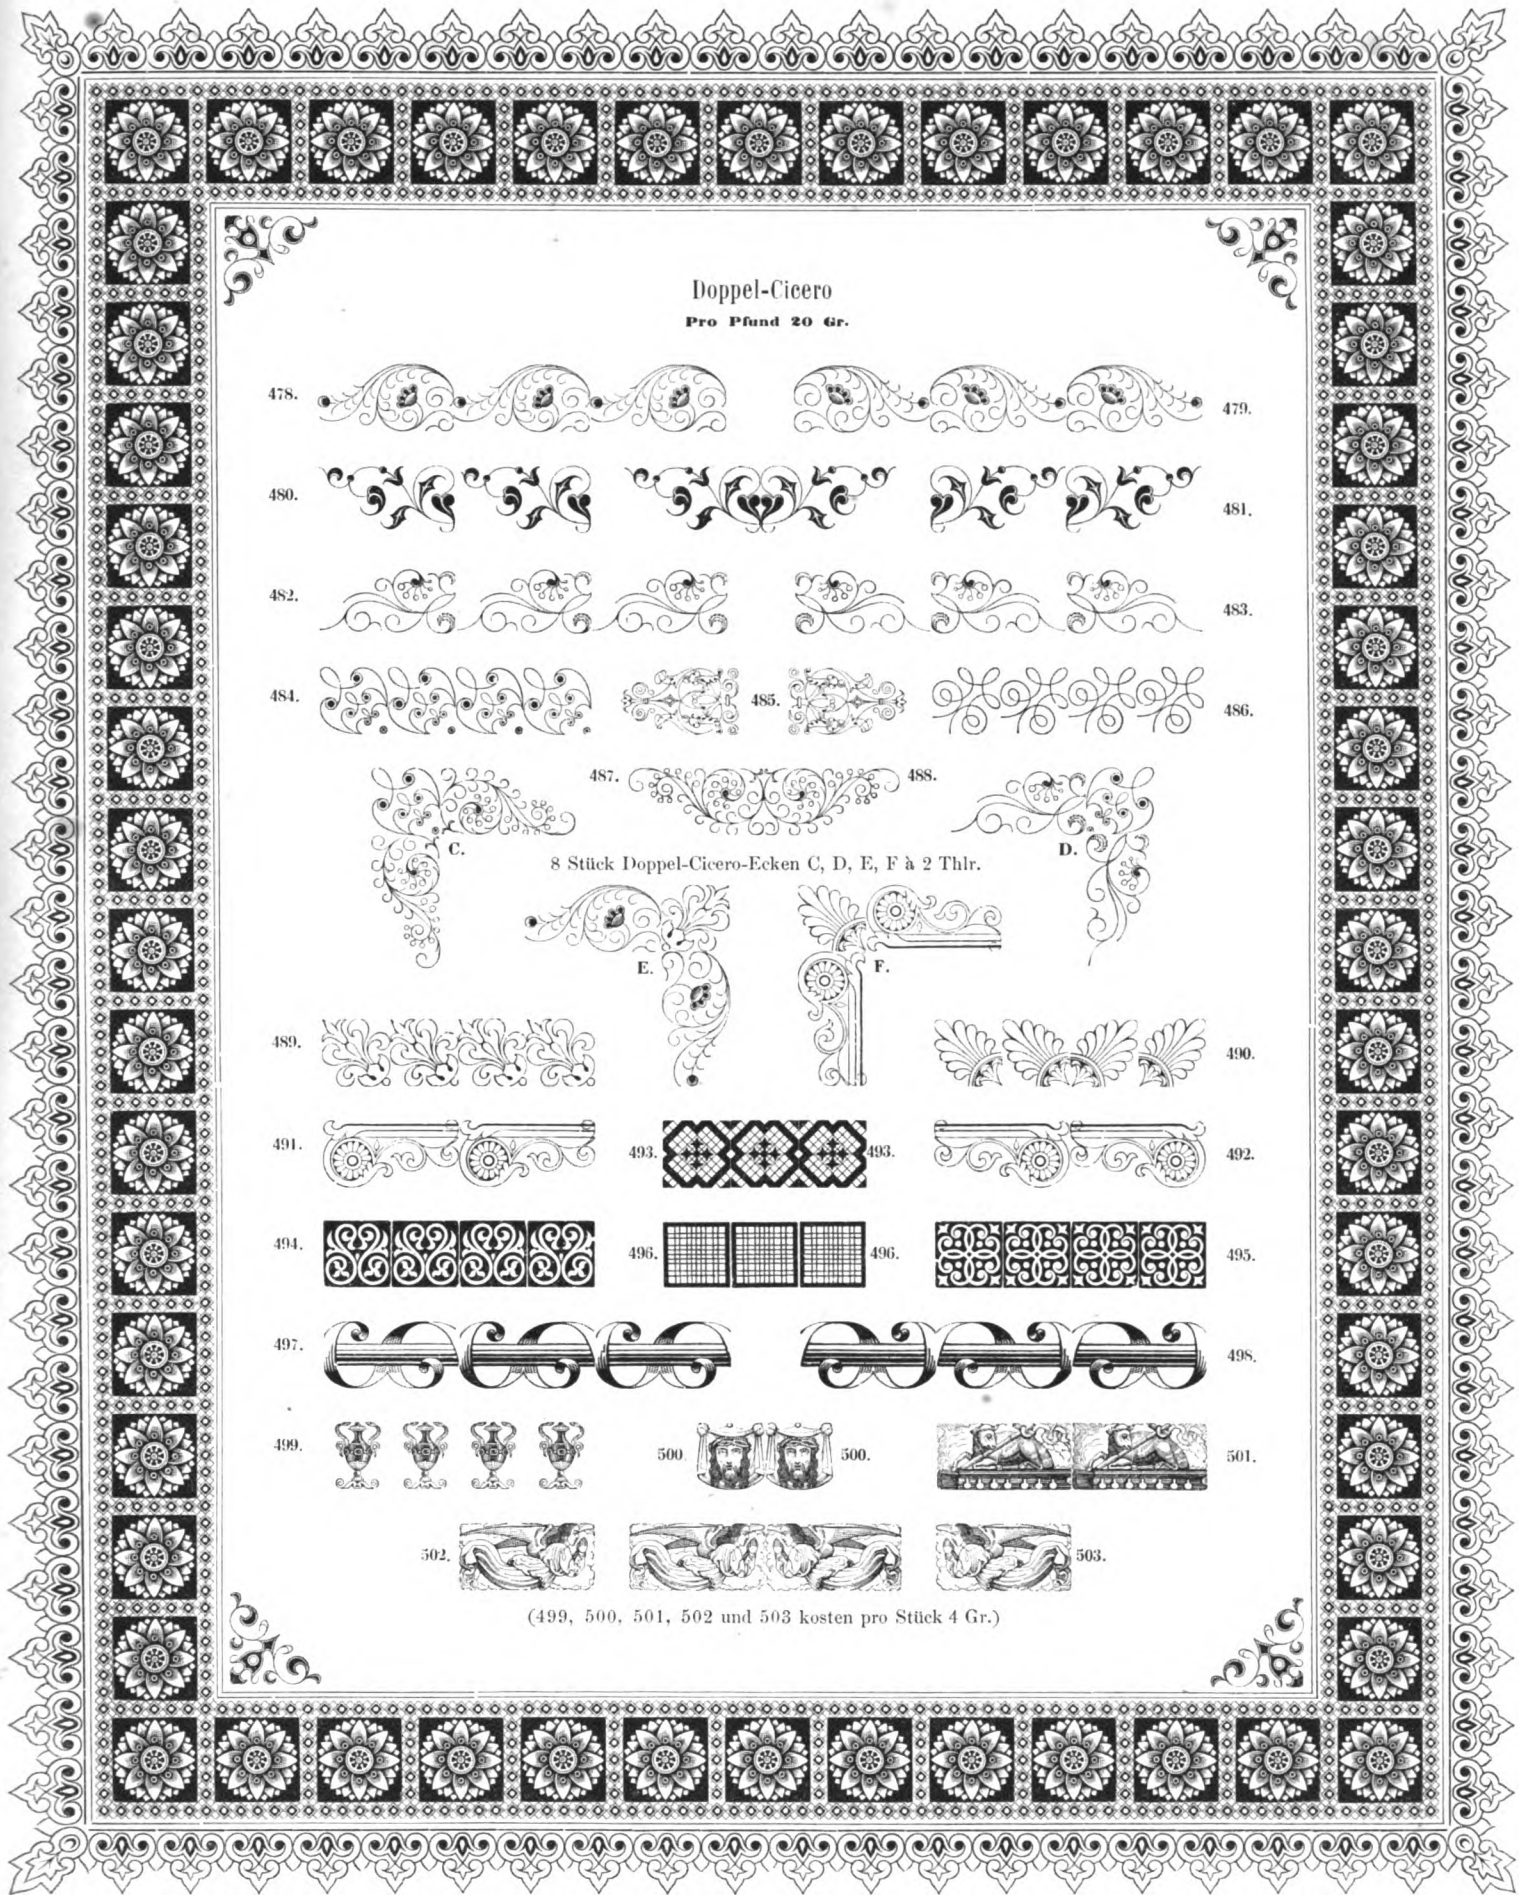 Doppel-Cicero
Pro Pfund 20 Gr.
478. 479.
480. 481.
482. 483.
484. 485. 486.
487. 488.
C. D.
8 Stück Doppel-Cicero-Ecken C, D, E, F à 2 Thlr.
E. F.
489. 490.
491. 493. 493. 492.
494. 496. 496. 495.
497. 498.
499. 500 500. 501.
502. 503.
(499, 500, 501, 502 und 503 kosten pro Stück 4 Gr.)